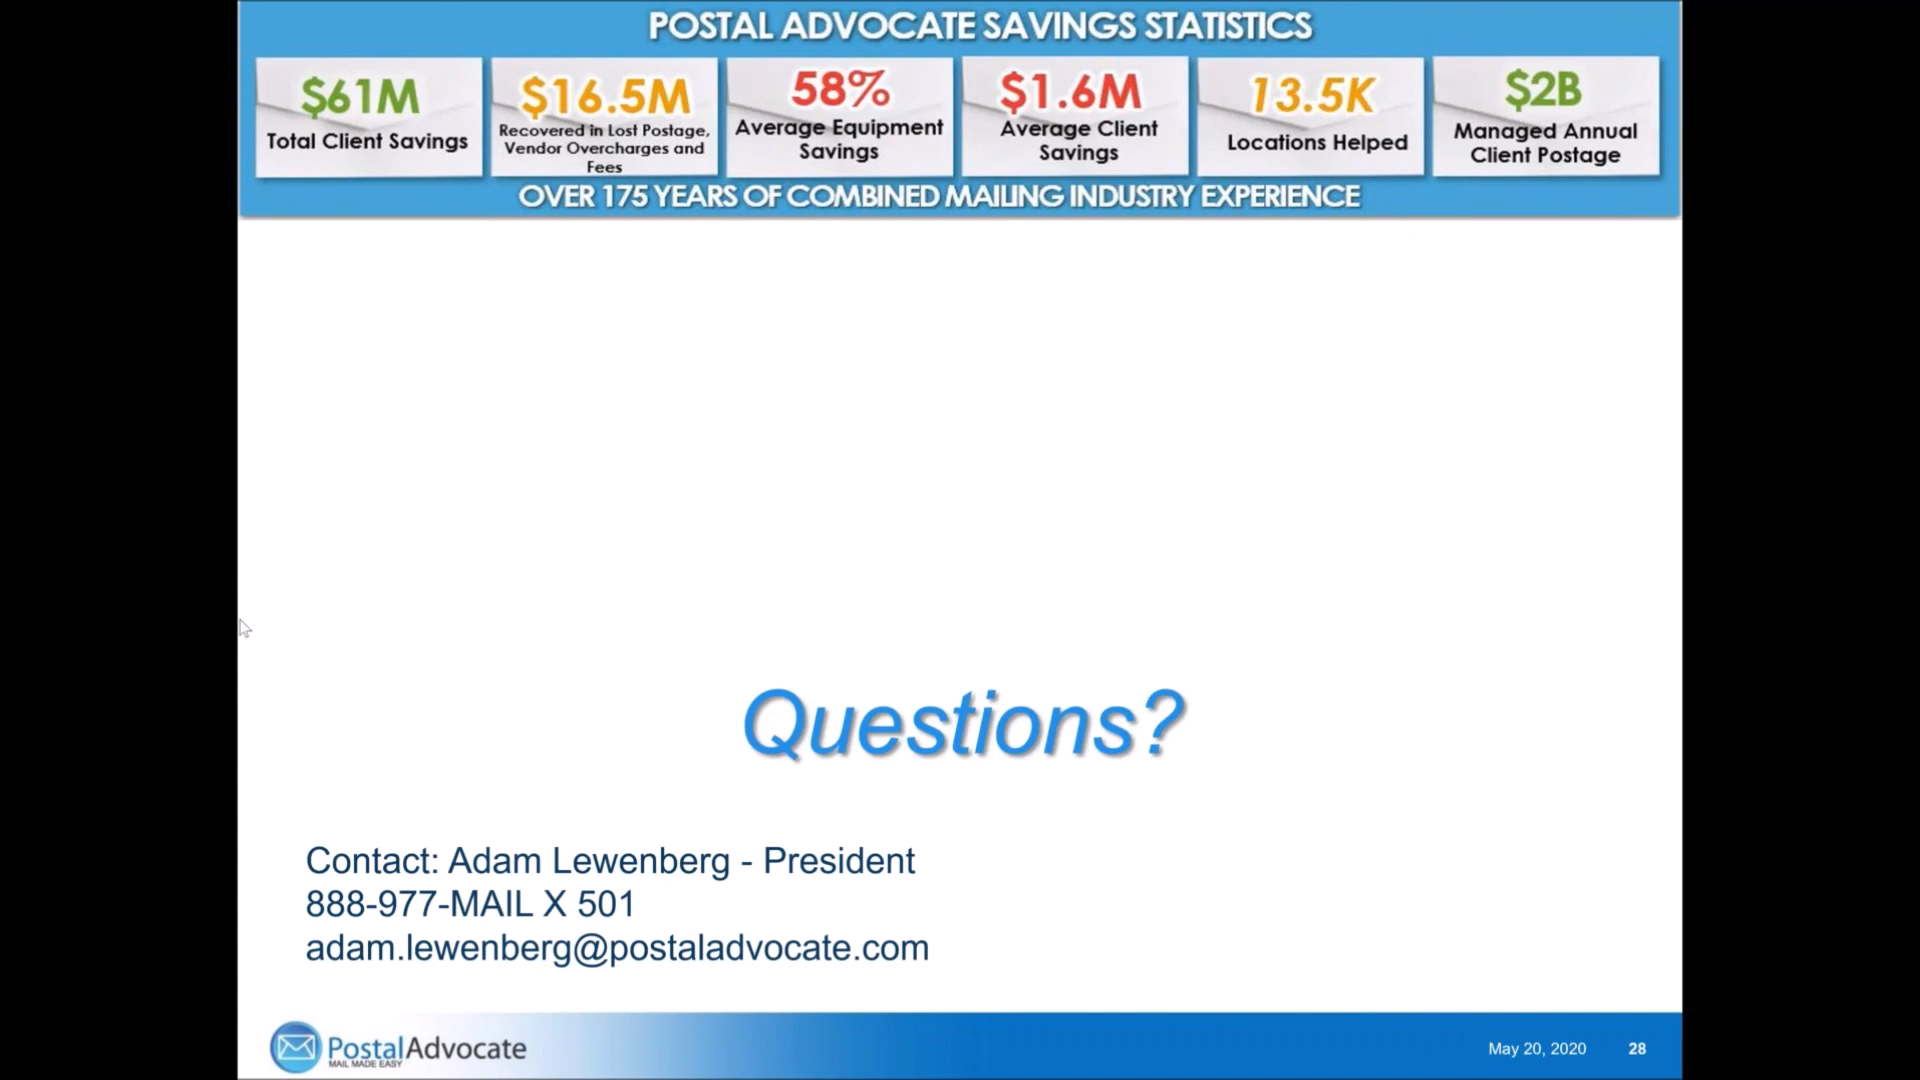 POSTAL ADVOCATE SAVINGS STATISTICS
$61M
Total Client Savings
$16.5M
Recovered in Lost Postage,
Vendor Overcharges and
Fees
58%
Average Equipment
Savings
$1.6M
Average Client
Savings
13.5K
Locations Helped
$2B
Managed Annual
Client Postage
OVER 175 YEARS OF COMBINED MAILING INDUSTRY EXPERIENCE
Questions?
Contact: Adam Lewenberg - President
888-977-MAIL X 501
adam.lewenberg@postaladvocate.com
PostalAdvocate
MAIL MADE EASY
May 20, 2020 28